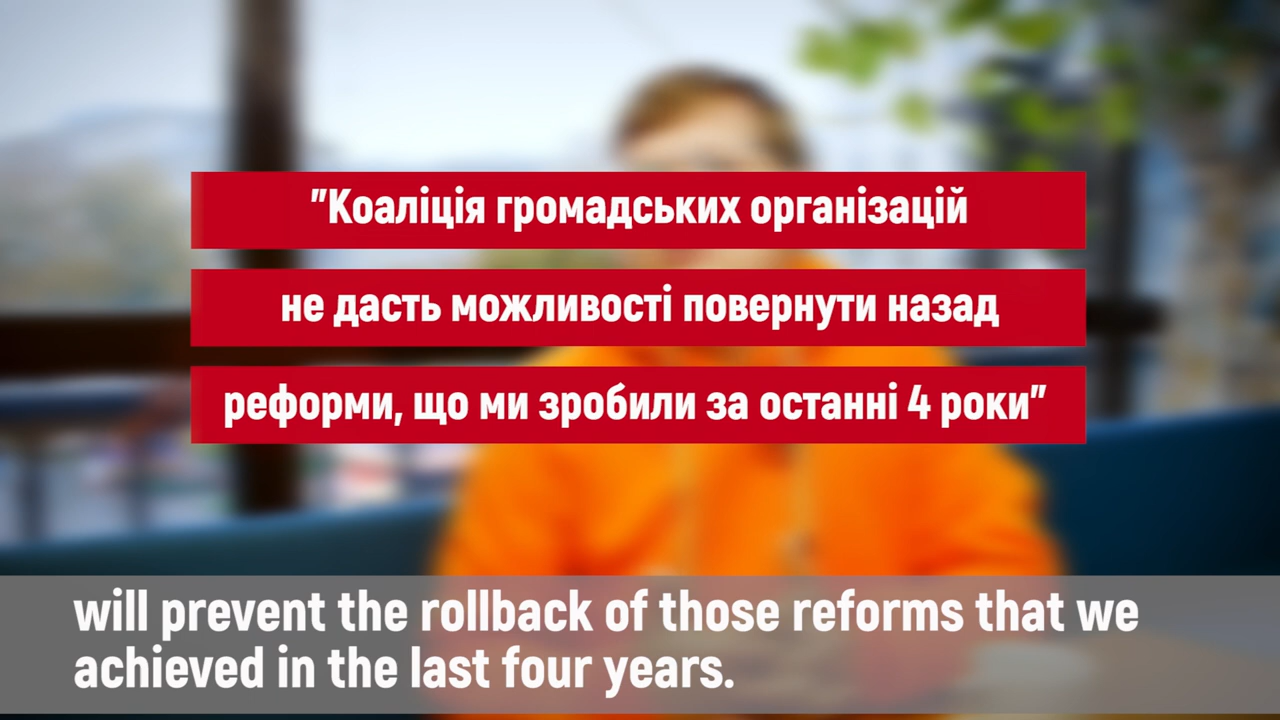 "Коаліція громадських організацій
не дасть можливості повернути назад
реформи, що ми зробили за останні 4 роки"
will prevent the rollback of those reforms that we
achieved in the last four years.